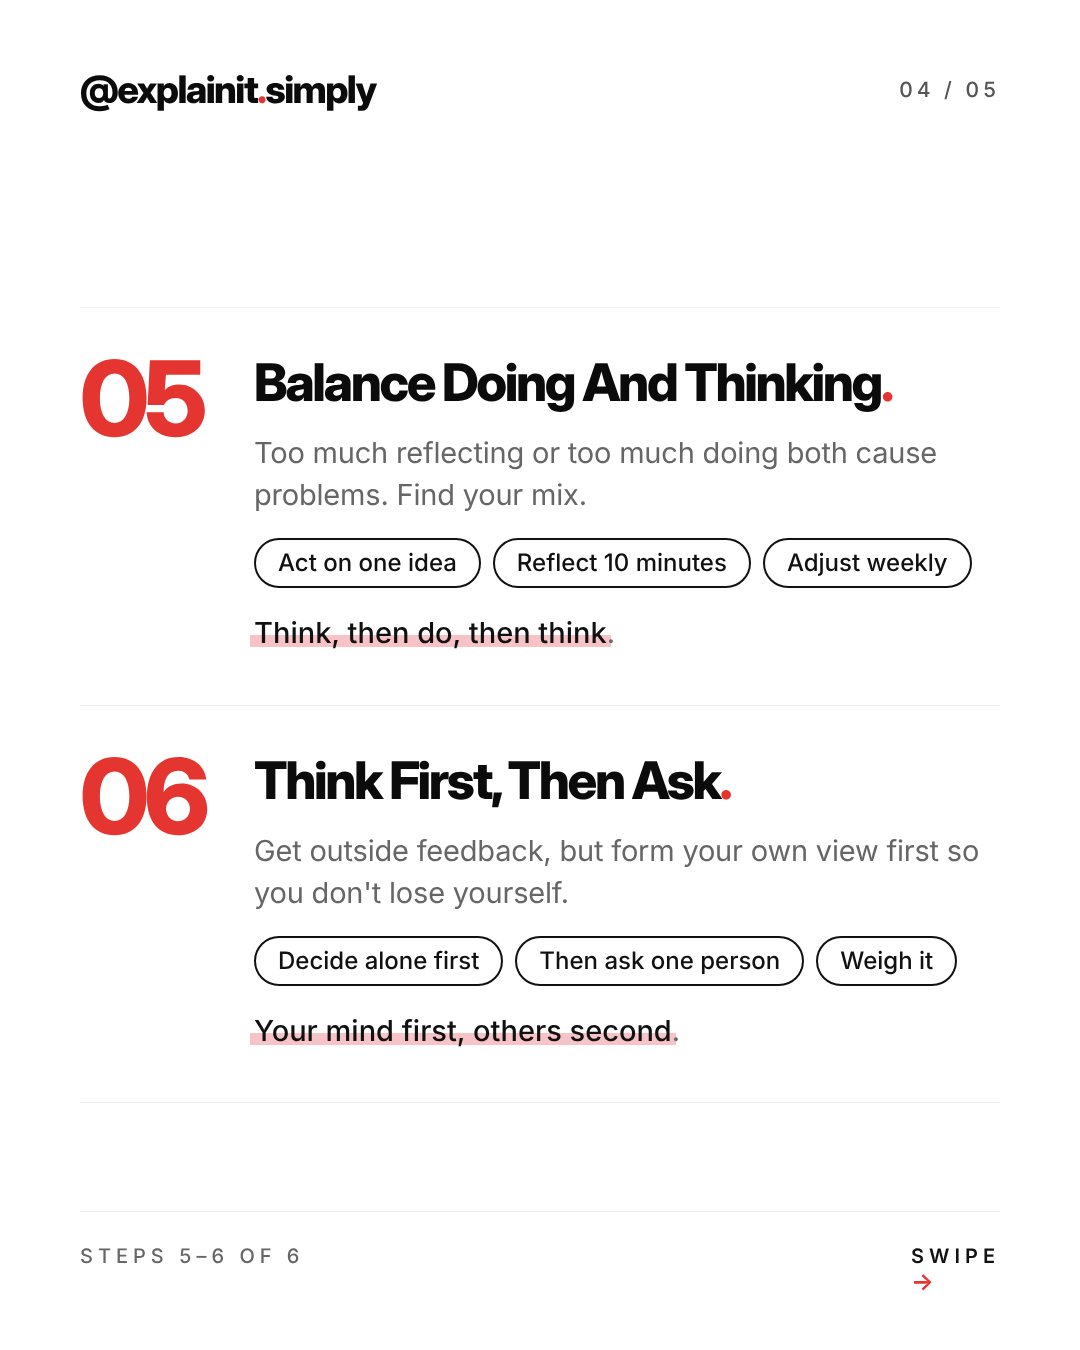 @explainit.simply
04 / 05
05
Balance Doing And Thinking.
Too much reflecting or too much doing both cause
problems. Find your mix.
Act on one idea
Reflect 10 minutes
Adjust weekly
Think, then do, then think.
06
Think First, Then Ask.
Get outside feedback, but form your own view first so
you don't lose yourself.
Decide alone first
Then ask one person
Weigh it
Your mind first, others second.
STEPS 5–6 OF 6
SWIPE
→